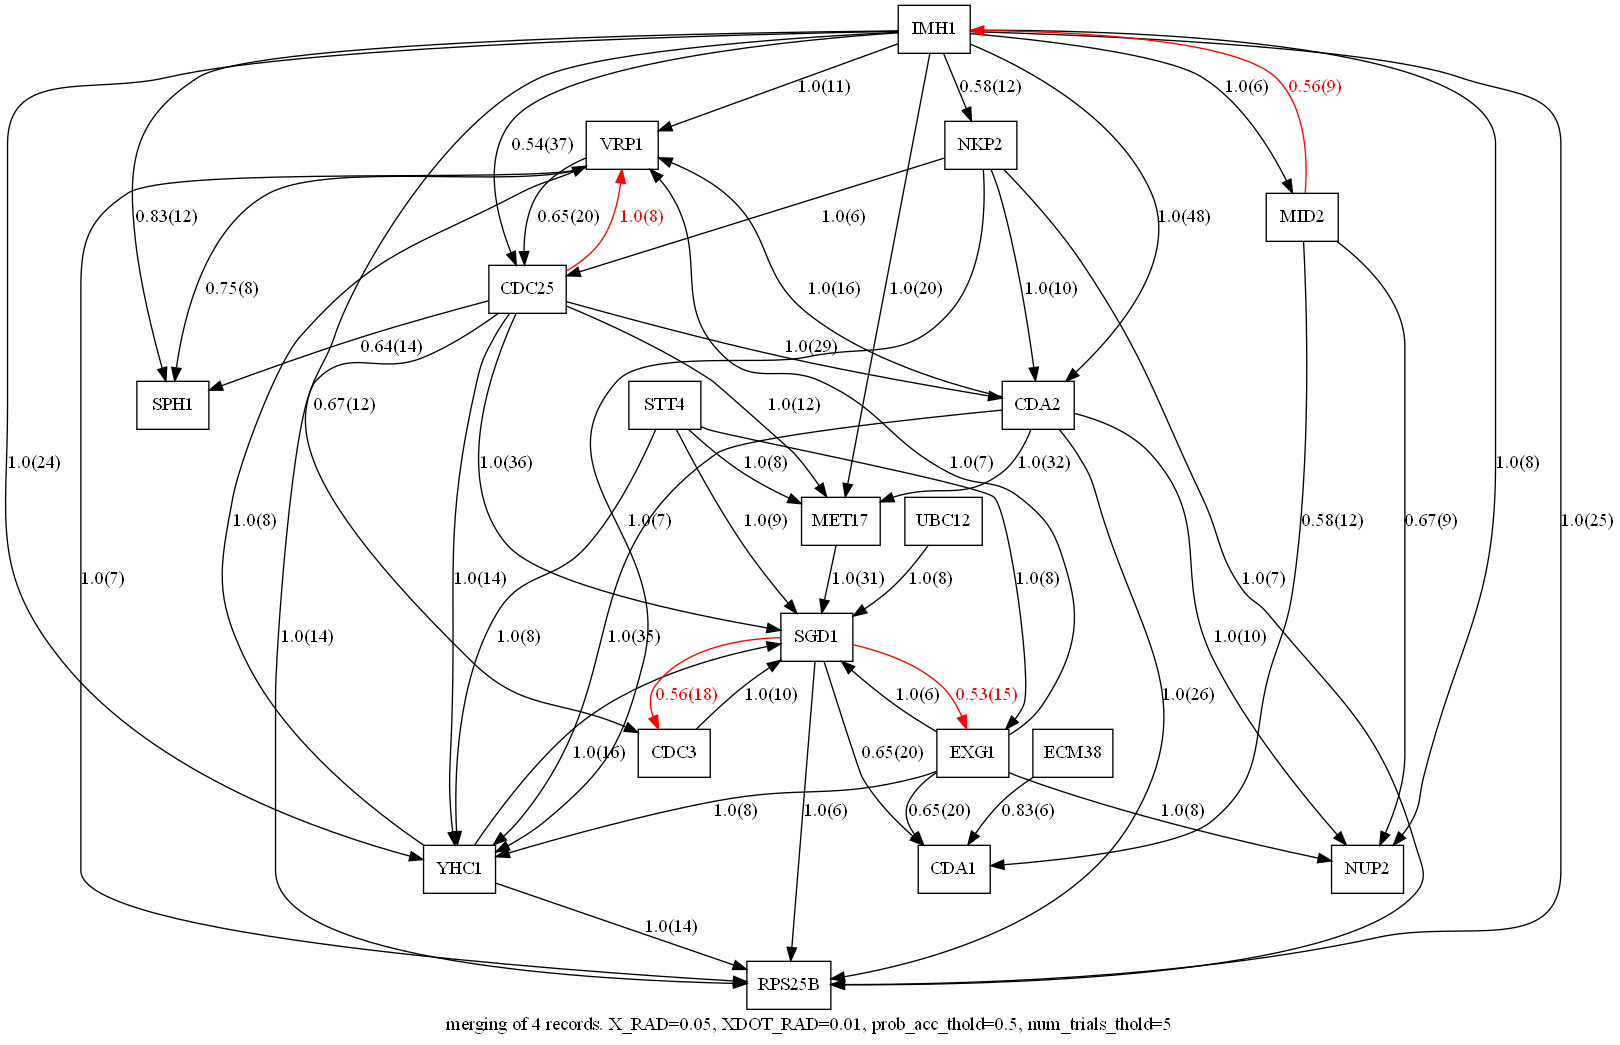 IMH1
1.0(11)
0.58(12)
1.0(6)
0.56(9)
VRP1
NKP2
0.54(37)
MID2
0.83(12)
0.65(20)
1.0(8)
1.0(6)
1.0(48)
CDC25
0.75(8)
1.0(16)
1.0(20)
1.0(10)
0.64(14)
1.0(29)
SPH1
0.67(12)
STT4
1.0(12)
CDA2
1.0(24)
1.0(36)
1.0(8)
1.0(7)
1.0(32)
1.0(8)
1.0(8)
1.0(7)
MET17
UBC12
0.58(12)
0.67(9)
1.0(25)
1.0(9)
1.0(7)
1.0(14)
1.0(31)
1.0(8)
1.0(8)
1.0(7)
1.0(14)
1.0(8)
1.0(35)
SGD1
1.0(10)
0.56(18)
1.0(10)
1.0(6)
0.53(15)
1.0(26)
1.0(16)
CDC3
0.65(20)
EXG1
ECM38
1.0(8)
1.0(6)
0.65(20)
0.83(6)
1.0(8)
YHC1
CDA1
NUP2
1.0(14)
RPS25B
merging of 4 records. X_RAD=0.05, XDOT_RAD=0.01, prob_acc_thold=0.5, num_trials_thold=5